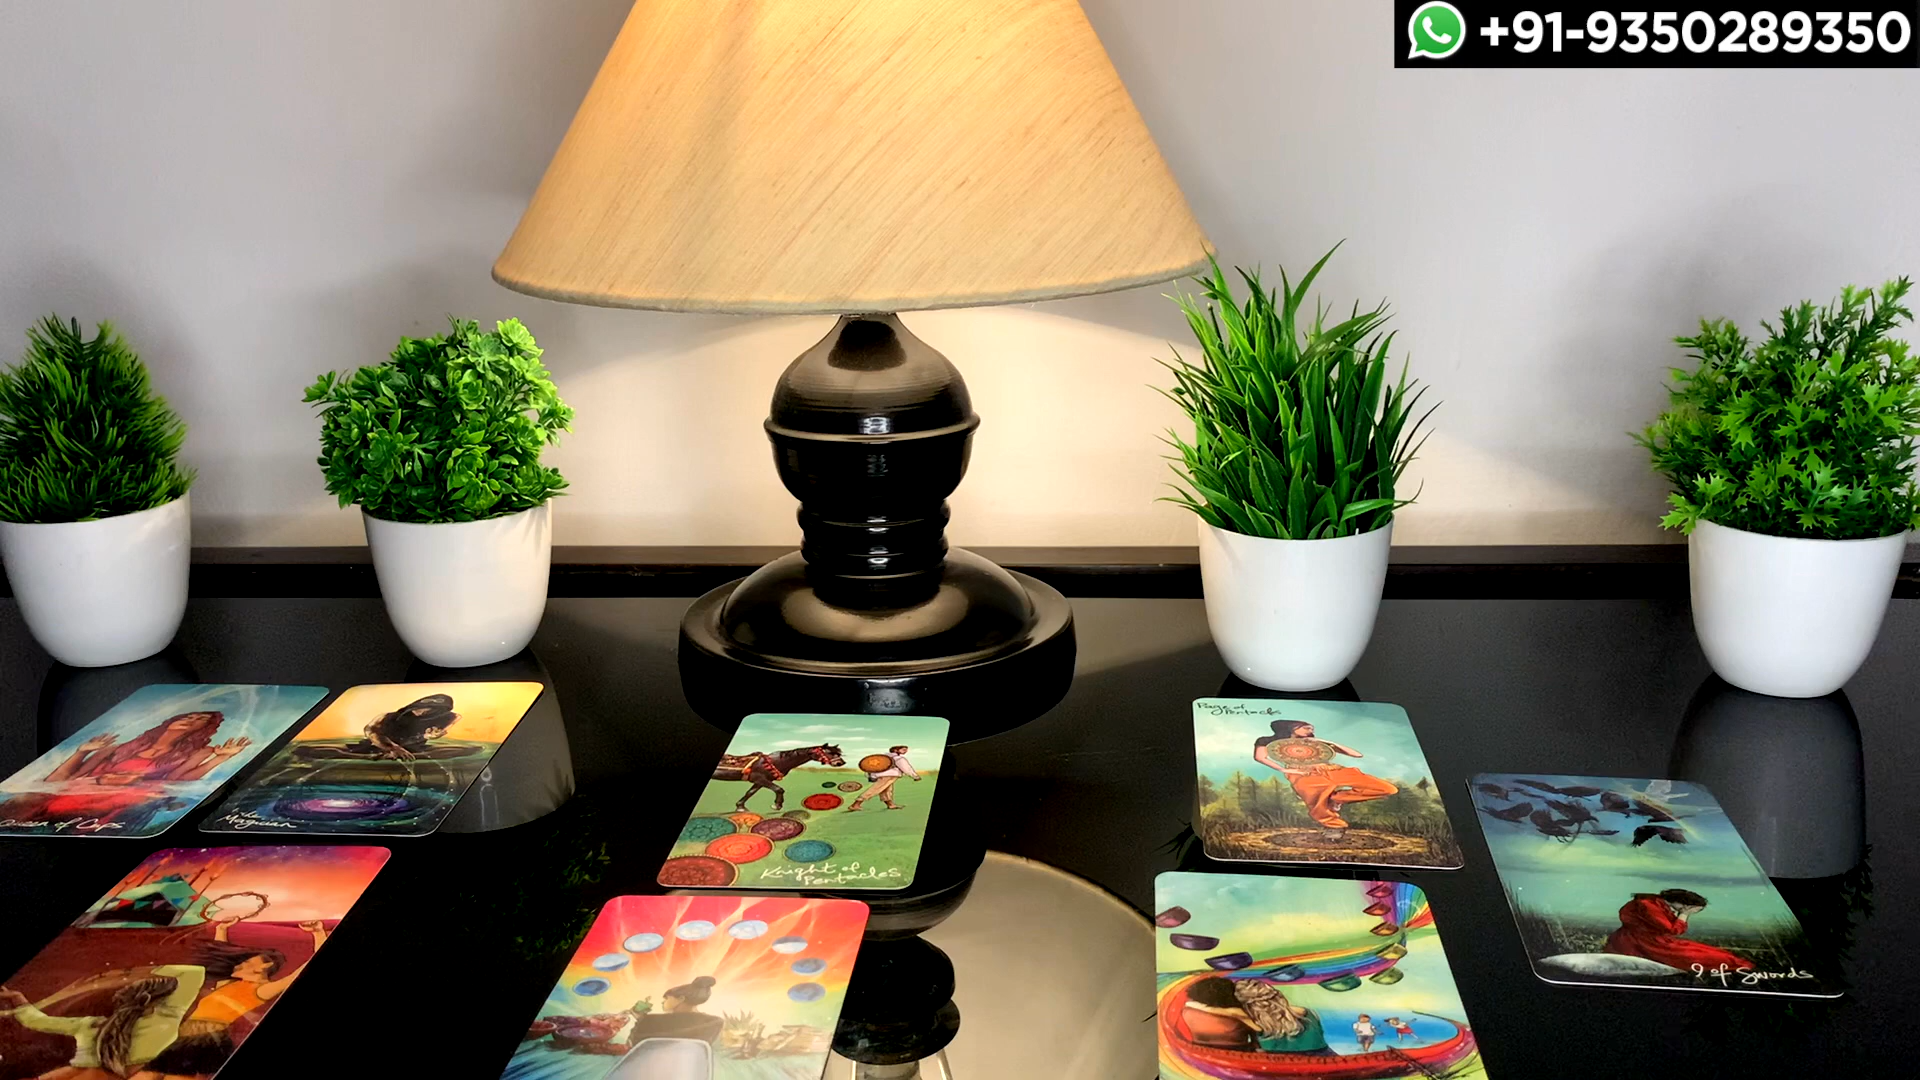 +91-9350289350
Page of
Pentacles
Queen of Cups
The
Magician
Knight of
Pentacles
9 of Swords